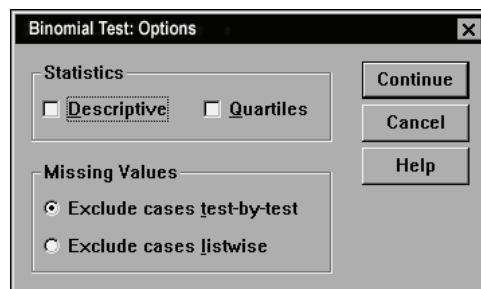 Binomial Test: Options
Statistics
Descriptive
Quartiles
Missing Values
Exclude cases test-by-test
Exclude cases listwise
Continue
Cancel
Help